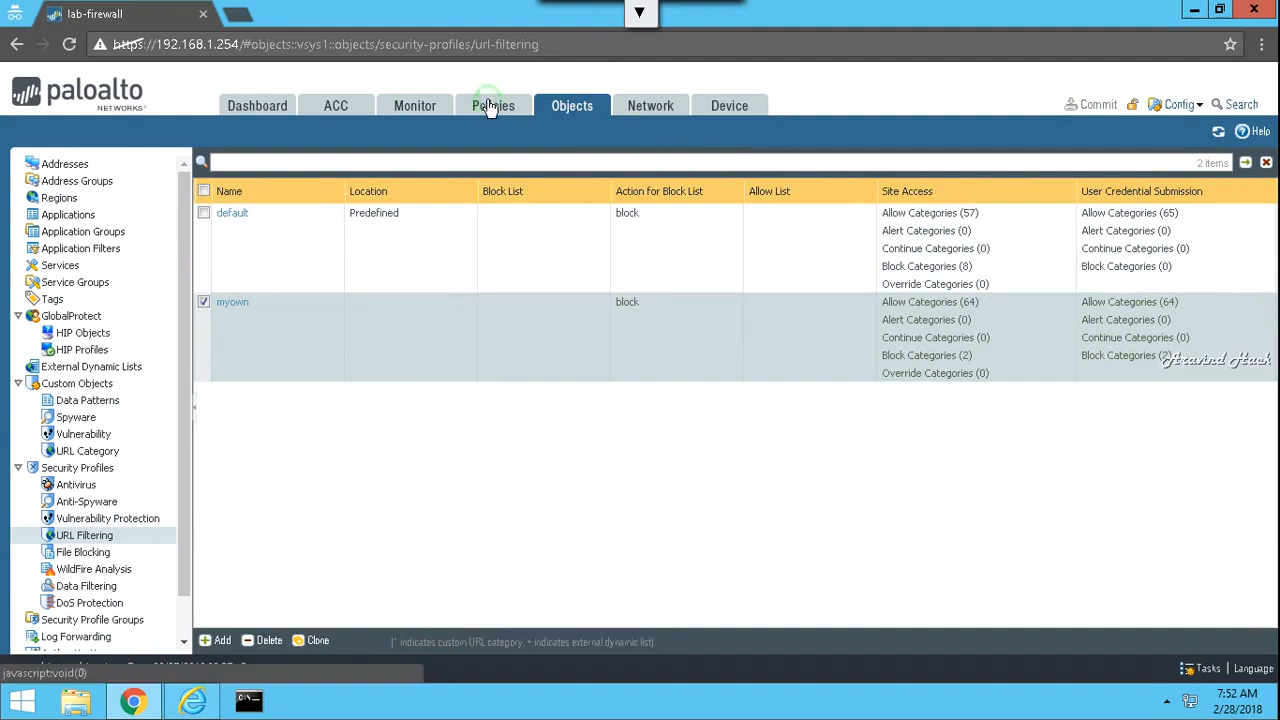 lab-firewall
https://192.168.1.254/#objects::vsys1::objects/security-profiles/url-filtering
paloalto
NETWORKS
Dashboard ACC Monitor Policies Objects Network Device
Commit Config Search
Help
Addresses
Address Groups
Regions
Applications
Application Groups
Application Filters
Services
Service Groups
Tags
GlobalProtect
HIP Objects
HIP Profiles
External Dynamic Lists
Custom Objects
Data Patterns
Spyware
Vulnerability
URL Category
Security Profiles
Antivirus
Anti-Spyware
Vulnerability Protection
URL Filtering
File Blocking
WildFire Analysis
Data Filtering
DoS Protection
Security Profile Groups
Log Forwarding
2 items
Name Location Block List Action for Block List Allow List Site Access User Credential Submission
default Predefined block Allow Categories (57) Allow Categories (65)
Alert Categories (0) Alert Categories (0)
Continue Categories (0) Continue Categories (0)
Block Categories (8) Block Categories (0)
Override Categories (0)
myown block Allow Categories (64) Allow Categories (64)
Alert Categories (0) Alert Categories (0)
Continue Categories (0) Continue Categories (0)
Block Categories (2) Block Categories
Override Categories (0)
Aravind Hack
Add Delete Clone
(* indicates custom URL category, + indicates external dynamic list)
javascript:void(0)
Tasks Language
7:52 AM
2/28/2018